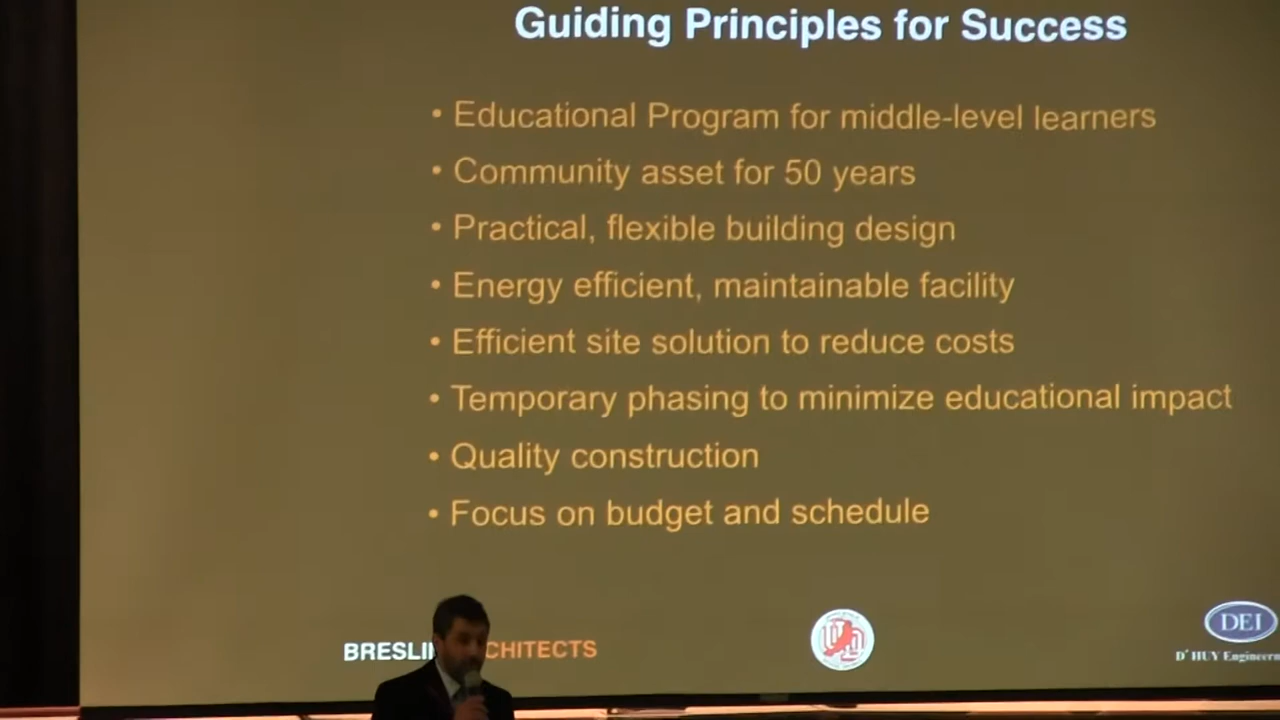 Guiding Principles for Success
• Educational Program for middle-level learners
• Community asset for 50 years
• Practical, flexible building design
• Energy efficient, maintainable facility
• Efficient site solution to reduce costs
• Temporary phasing to minimize educational impact
• Quality construction
• Focus on budget and schedule
BRESLI CHITECTS
DEI
D'HUY Engineer